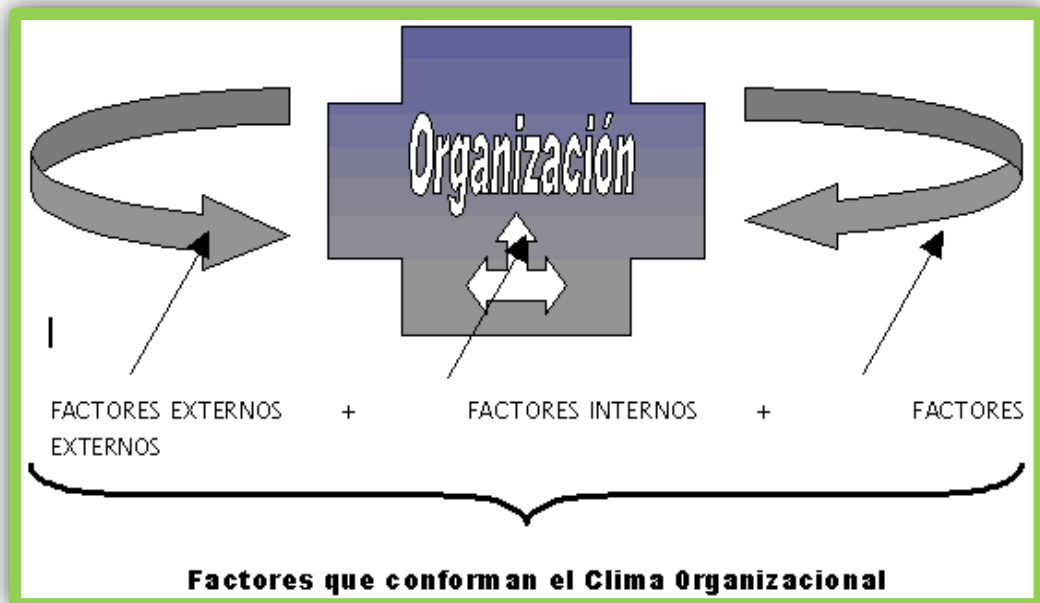 Organización
FACTORES EXTERNOS + FACTORES INTERNOS + FACTORES
EXTERNOS
Factores que conforman el Clima Organizacional